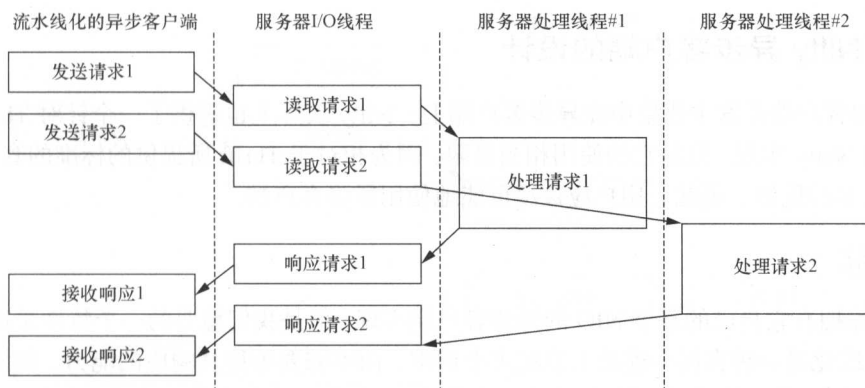 流水线化的异步客户端
服务器I/O线程
服务器处理线程#1
服务器处理线程#2
发送请求1
发送请求2
读取请求1
读取请求2
处理请求1
处理请求2
响应请求1
响应请求2
接收响应1
接收响应2